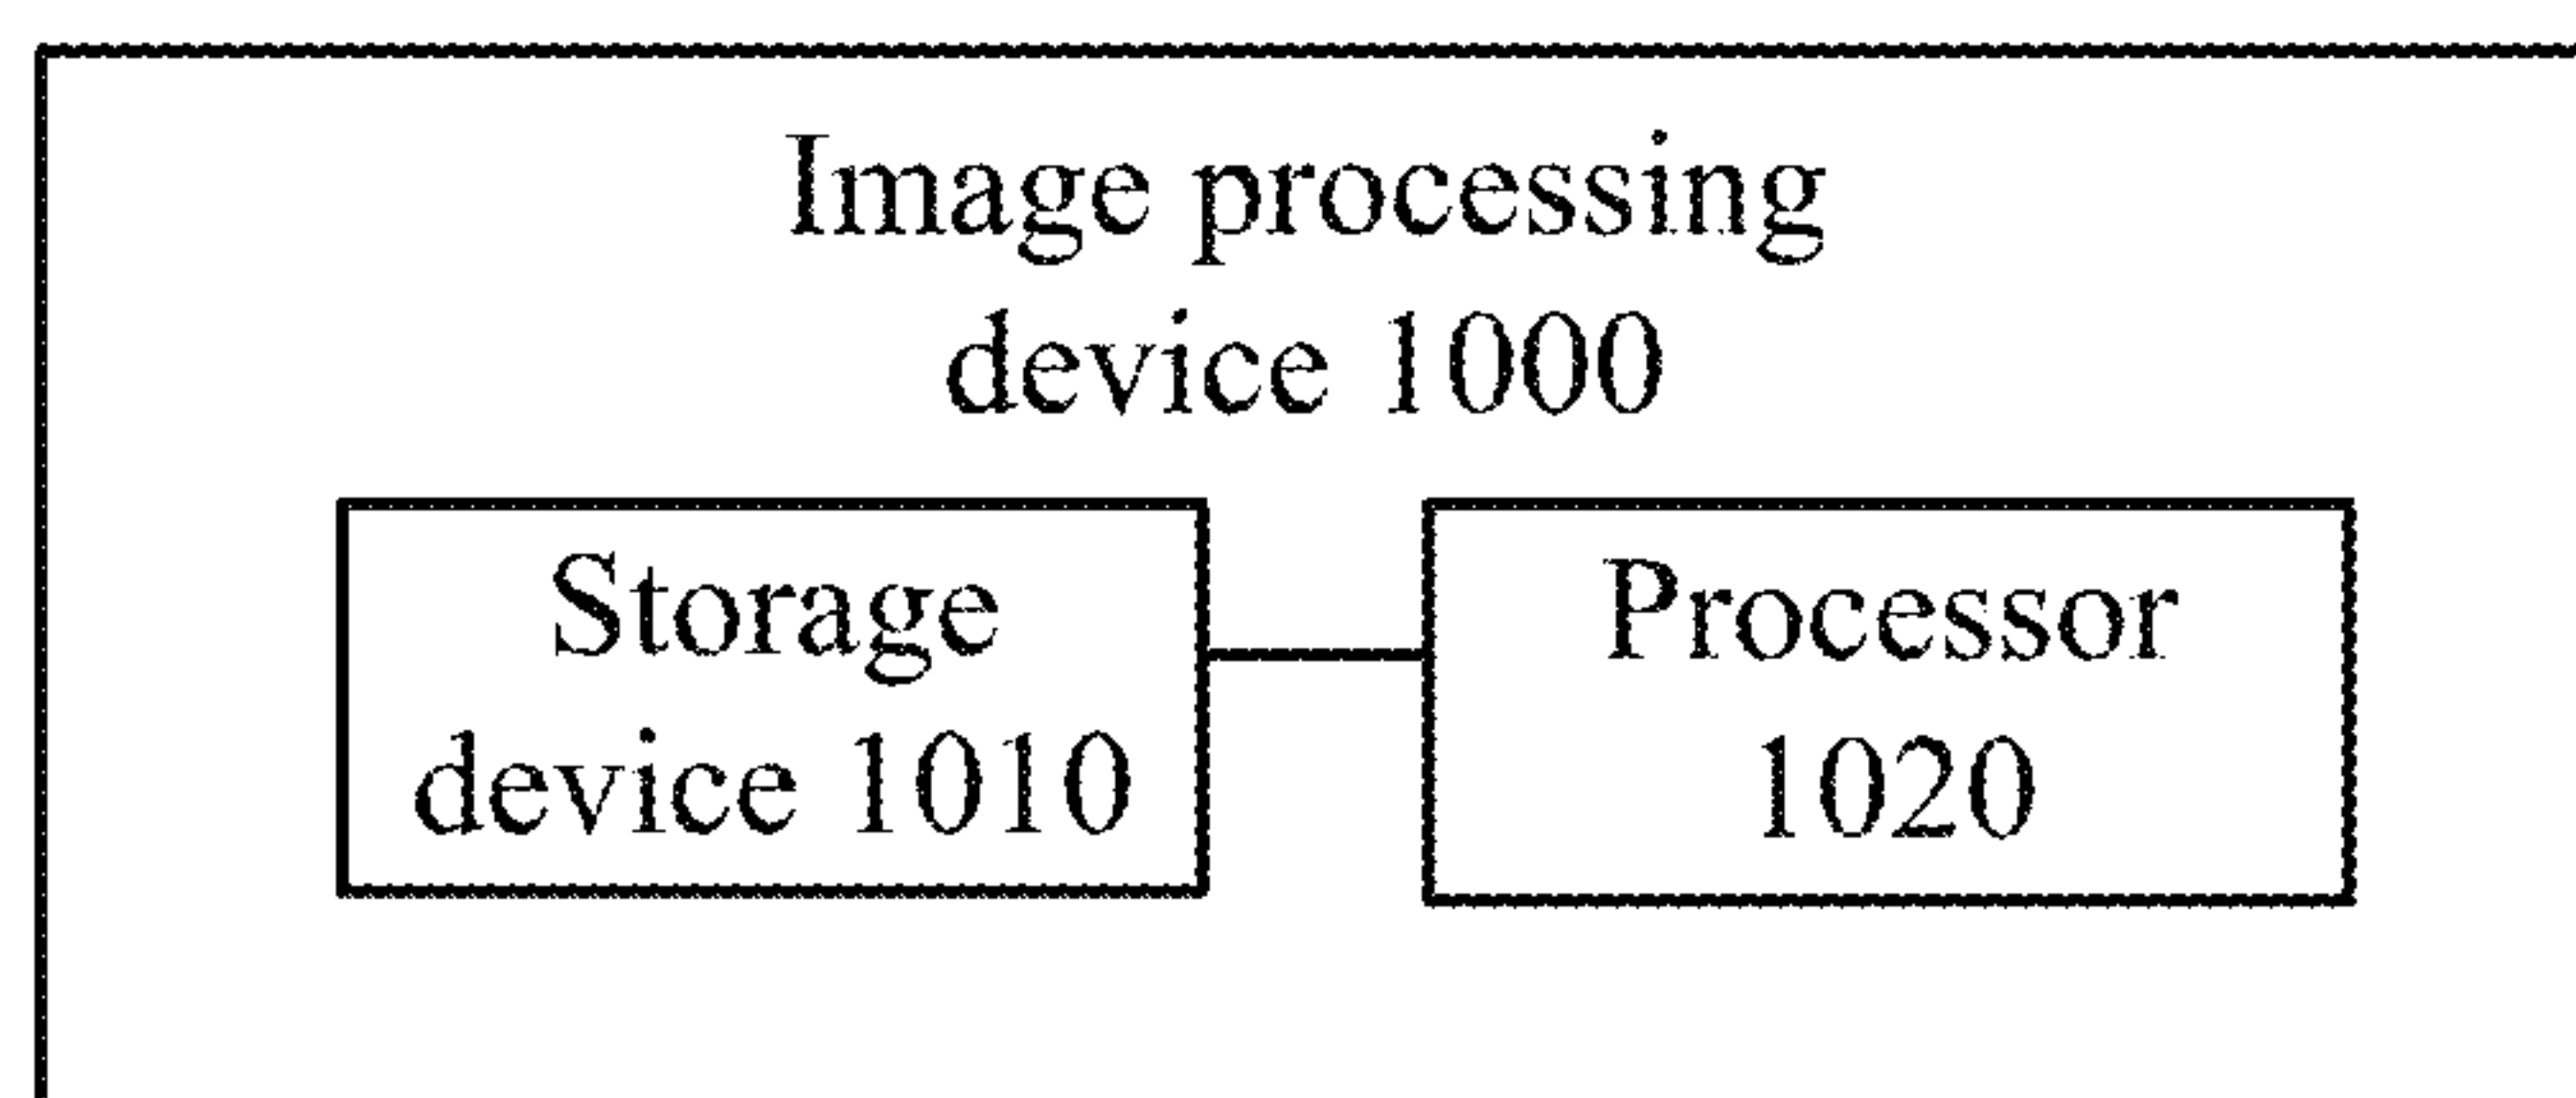 Image processing
device 1000
Storage
device 1010
Processor
1020